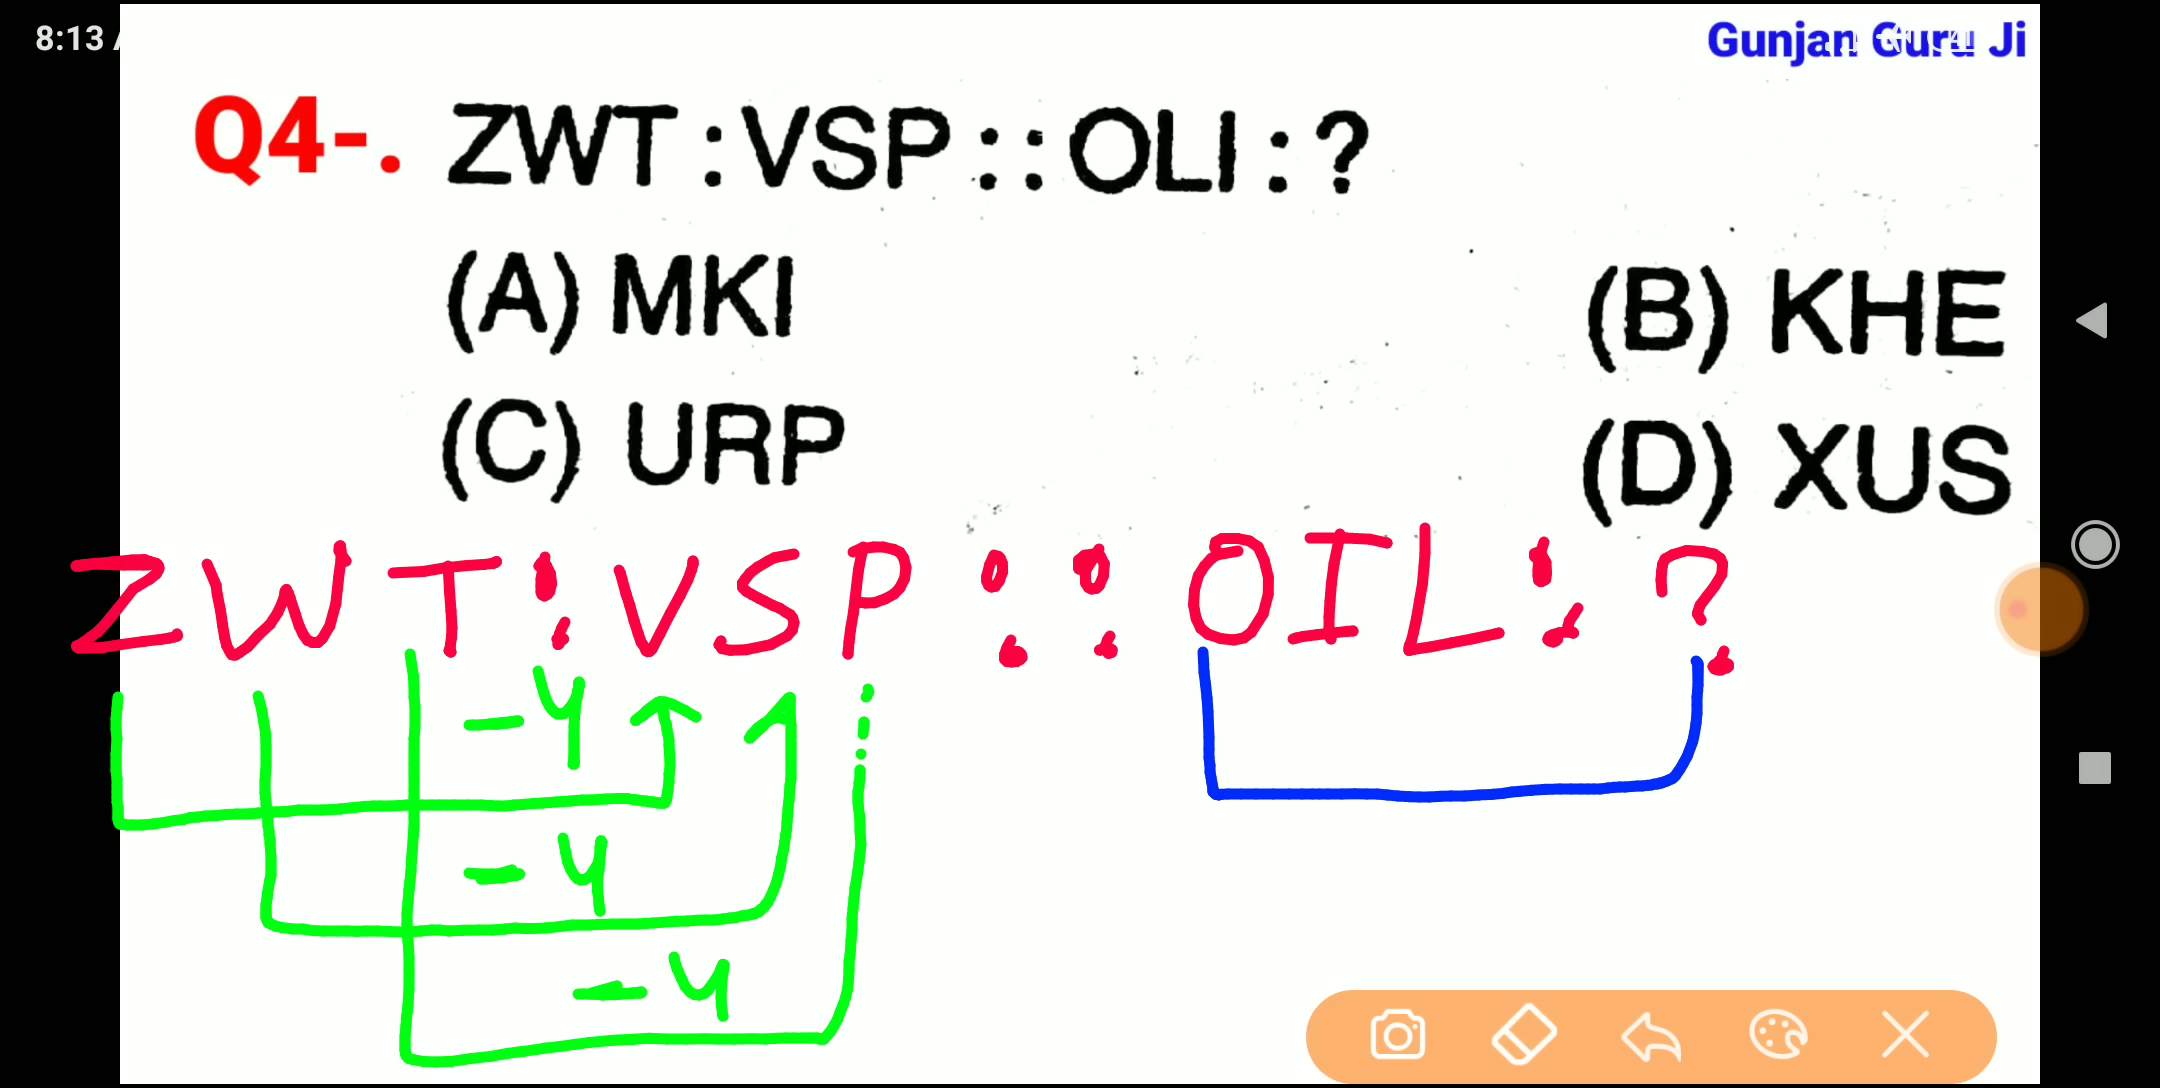 8:13
Gunjan Guru Ji
Q4-. ZWT : VSP :: OLI : ?
(A) MKI (B) KHE
(C) URP (D) XUS
ZWT : VSP :: OIL : ?
-4
-4
-4